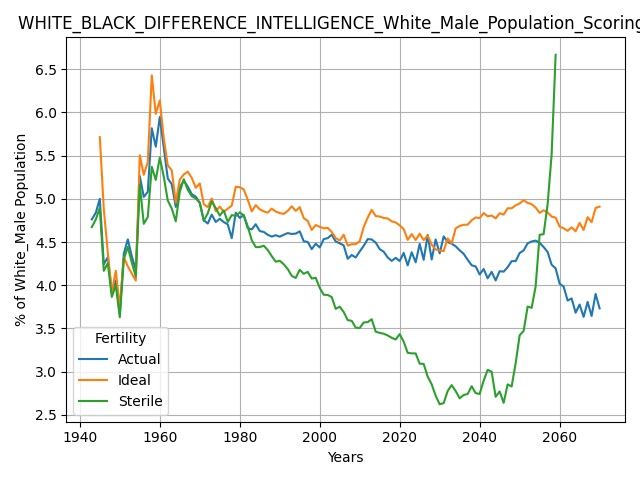 WHITE_BLACK_DIFFERENCE_INTELLIGENCE_White_Male_Population_Scoring
% of White_Male Population
6.5
6.0
5.5
5.0
4.5
4.0
3.5
3.0
2.5
Fertility
Actual
Ideal
Sterile
1940
1960
1980
2000
2020
2040
2060
Years